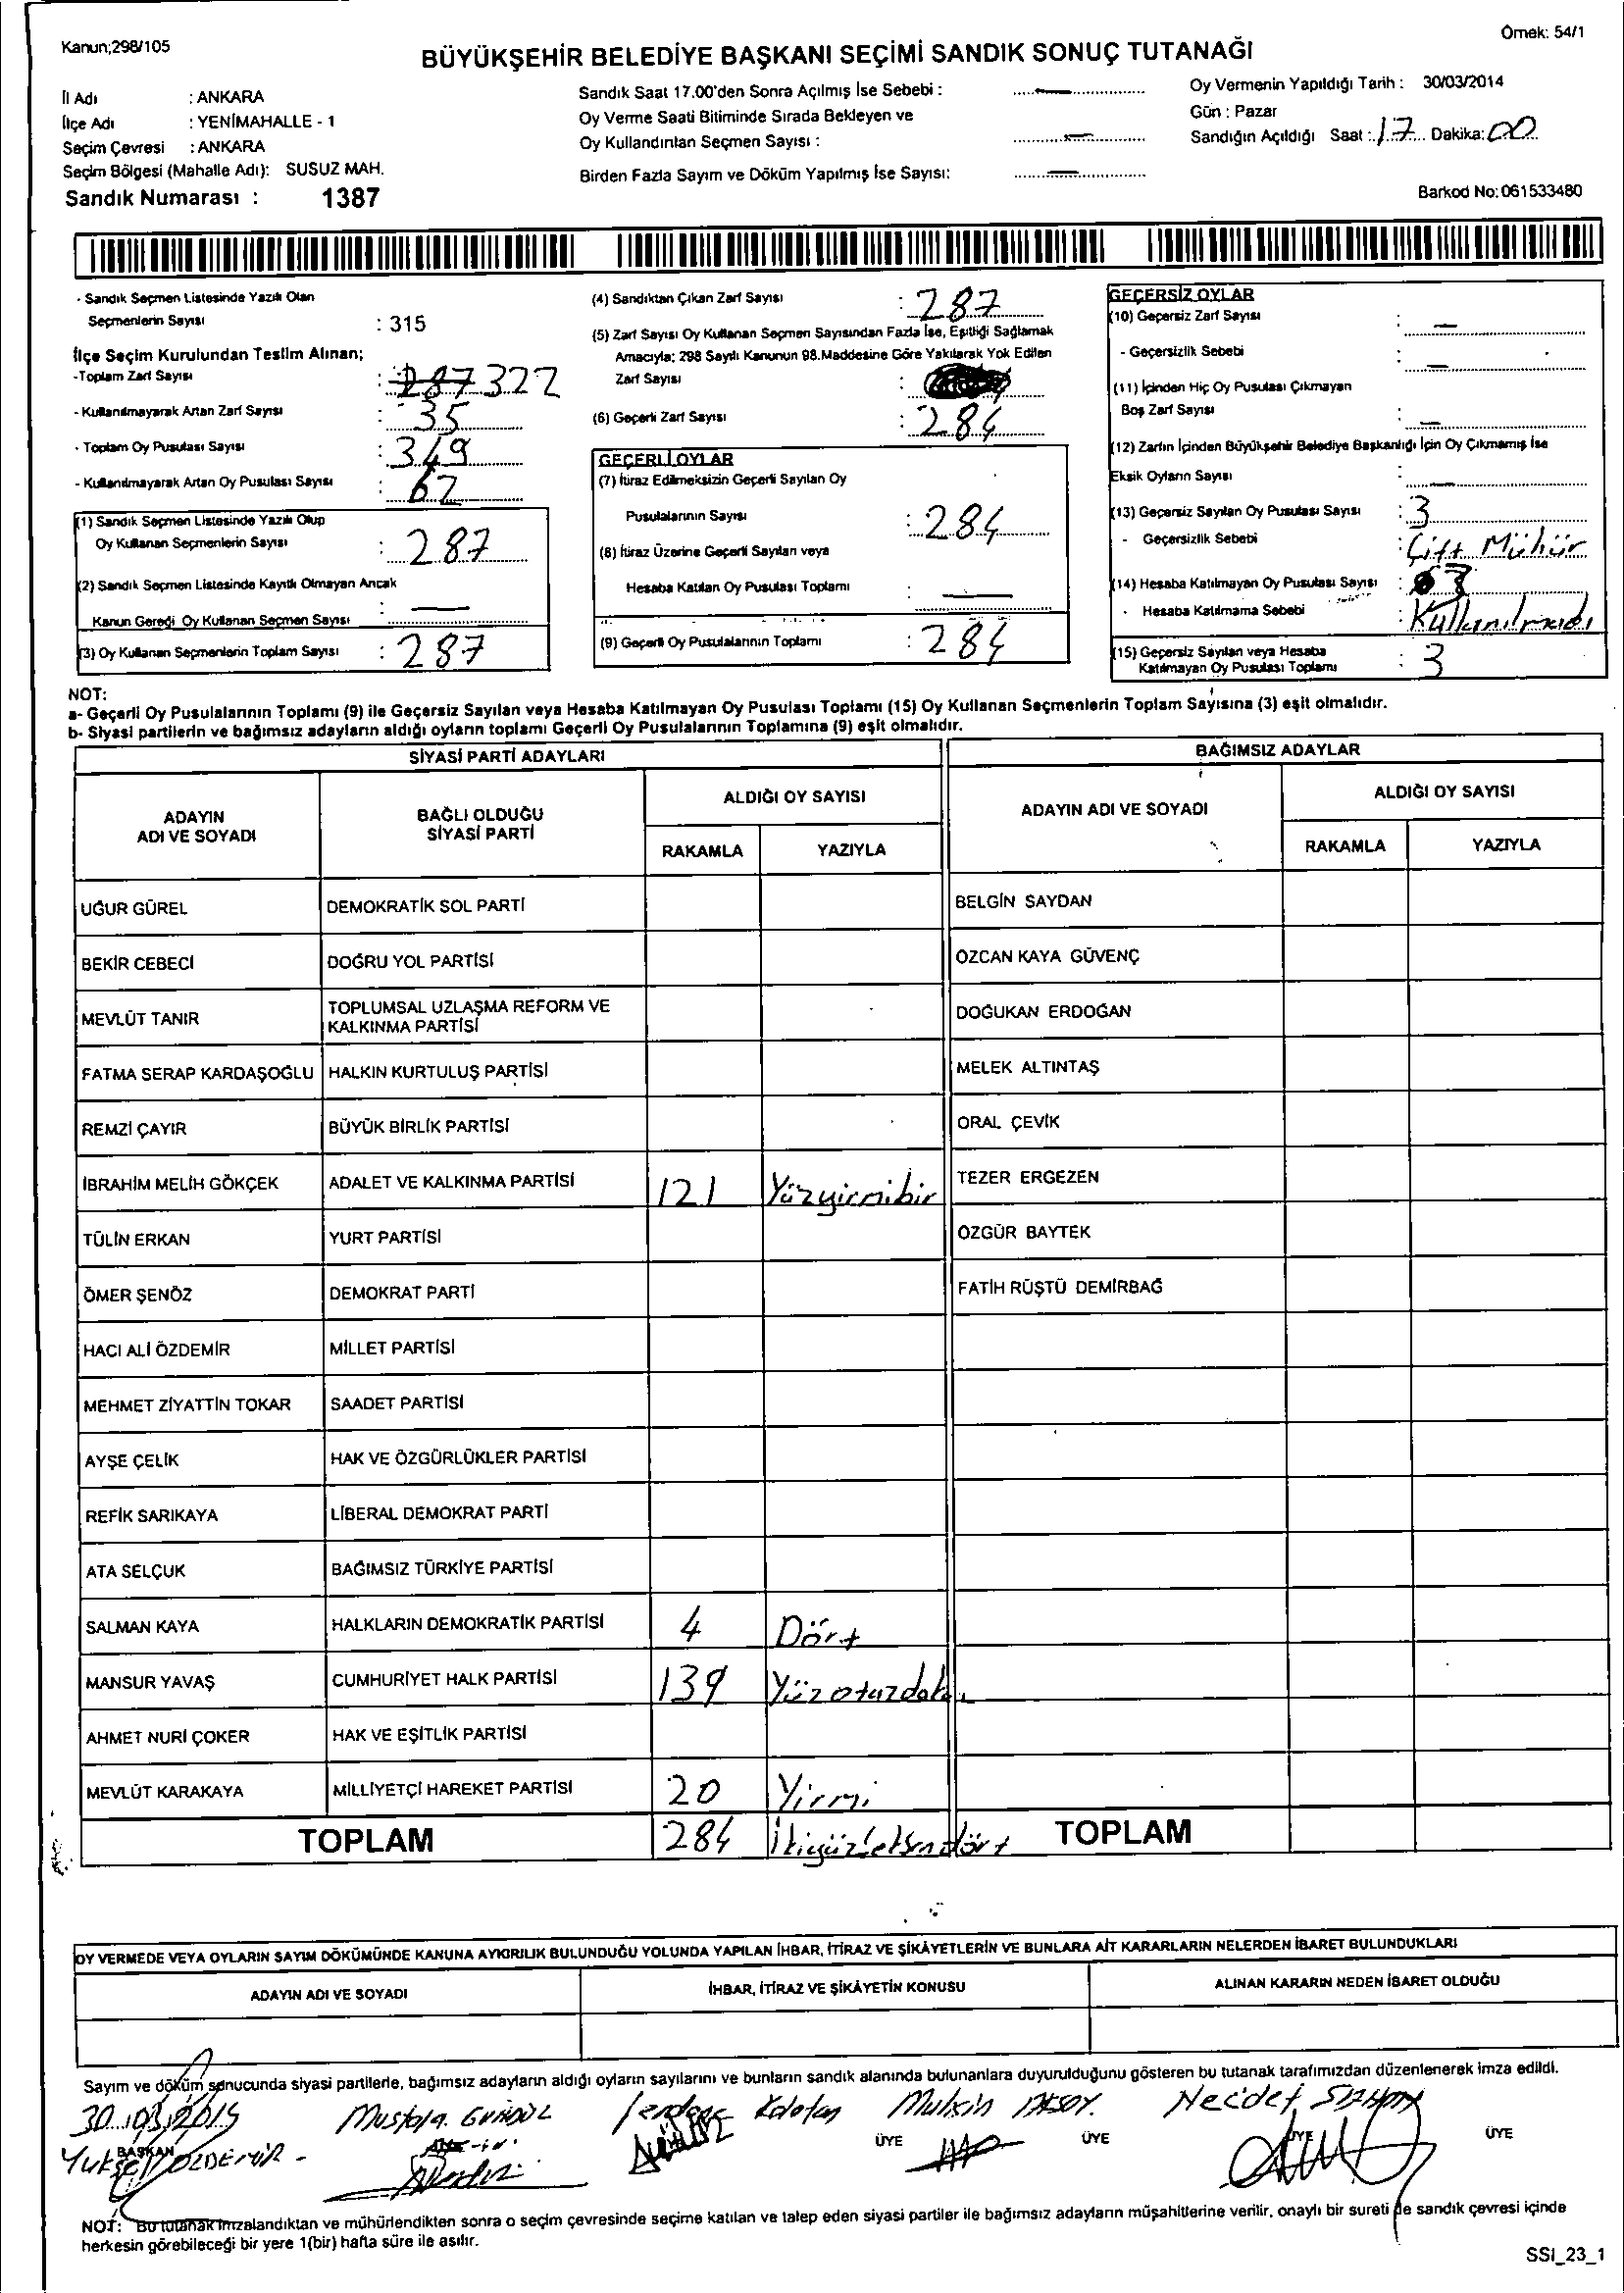 Kanun;298/105
Örnek: 54/1
BÜYÜKŞEHİR BELEDİYE BAŞKANI SEÇİMİ SANDIK SONUÇ TUTANAĞI
İl Adı : ANKARA
İlçe Adı : YENİMAHALLE - 1
Seçim Çevresi : ANKARA
Seçim Bölgesi (Mahalle Adı): SUSUZ MAH.
Sandık Numarası : 1387
Sandık Saat 17.00'den Sonra Açılmış İse Sebebi : —
Oy Verme Saati Bitiminde Sırada Bekleyen ve
Oy Kullandırılan Seçmen Sayısı : —
Birden Fazla Sayım ve Döküm Yapılmış İse Sayısı: —
Oy Vermenin Yapıldığı Tarih : 30/03/2014
Gün : Pazar
Sandığın Açıldığı Saat : 17 Dakika: 00
Barkod No: 061533480
- Sandık Seçmen Listesinde Yazılı Olan
Seçmenlerin Sayısı : 315
İlçe Seçim Kurulundan Teslim Alınan;
-Toplam Zarf Sayısı : 287 322
- Kullanılmayarak Artan Zarf Sayısı : 35
- Toplam Oy Pusulası Sayısı : 349
- Kullanılmayarak Artan Oy Pusulası Sayısı : 62
(1) Sandık Seçmen Listesinde Yazılı Olup
Oy Kullanan Seçmenlerin Sayısı : 287
(2) Sandık Seçmen Listesinde Kayıtlı Olmayan Ancak
Kanun Gereği Oy Kullanan Seçmen Sayısı : —
(3) Oy Kullanan Seçmenlerin Toplam Sayısı : 287
(4) Sandıktan Çıkan Zarf Sayısı : 287
(5) Zarf Sayısı Oy Kullanan Seçmen Sayısından Fazla İse, Eşitliği Sağlamak
Amacıyla; 298 Sayılı Kanunun 98.Maddesine Göre Yakılarak Yok Edilen
Zarf Sayısı :
(6) Geçerli Zarf Sayısı : 284
GEÇERLİ OYLAR
(7) İtiraz Edilmeksizin Geçerli Sayılan Oy
Pusulalarının Sayısı : 284
(8) İtiraz Üzerine Geçerli Sayılan veya
Hesaba Katılan Oy Pusulası Toplamı : —
(9) Geçerli Oy Pusulalarının Toplamı : 284
GEÇERSİZ OYLAR
(10) Geçersiz Zarf Sayısı : —
- Geçersizlik Sebebi : —
(11) İçinden Hiç Oy Pusulası Çıkmayan
Boş Zarf Sayısı : —
(12) Zarfın İçinden Büyükşehir Belediye Başkanlığı İçin Oy Çıkmamış İse
Eksik Oyların Sayısı : —
(13) Geçersiz Sayılan Oy Pusulası Sayısı : 3
- Geçersizlik Sebebi : Çift Mühür
(14) Hesaba Katılmayan Oy Pusulası Sayısı : 3
- Hesaba Katılmama Sebebi : Kullanılmadı
(15) Geçersiz Sayılan veya Hesaba
Katılmayan Oy Pusulası Toplamı : 3
NOT:
a- Geçerli Oy Pusulalarının Toplamı (9) ile Geçersiz Sayılan veya Hesaba Katılmayan Oy Pusulası Toplamı (15) Oy Kullanan Seçmenlerin Toplam Sayısına (3) eşit olmalıdır.
b- Siyasi partilerin ve bağımsız adayların aldığı oyların toplamı Geçerli Oy Pusulalarının Toplamına (9) eşit olmalıdır.
SİYASİ PARTİ ADAYLARI
BAĞIMSIZ ADAYLAR
ADAYIN
ADI VE SOYADI
BAĞLI OLDUĞU
SİYASİ PARTİ
ALDIĞI OY SAYISI
RAKAMLA YAZIYLA
ADAYIN ADI VE SOYADI
ALDIĞI OY SAYISI
RAKAMLA YAZIYLA
UĞUR GÜREL DEMOKRATİK SOL PARTİ BELGİN SAYDAN
BEKİR CEBECİ DOĞRU YOL PARTİSİ ÖZCAN KAYA GÜVENÇ
MEVLÜT TANIR TOPLUMSAL UZLAŞMA REFORM VE
KALKINMA PARTİSİ DOĞUKAN ERDOĞAN
FATMA SERAP KARDAŞOĞLU HALKIN KURTULUŞ PARTİSİ MELEK ALTINTAŞ
REMZİ ÇAYIR BÜYÜK BİRLİK PARTİSİ ORAL ÇEVİK
İBRAHİM MELİH GÖKÇEK ADALET VE KALKINMA PARTİSİ 121 Yüzyirmibir TEZER ERGEZEN
TÜLİN ERKAN YURT PARTİSİ ÖZGÜR BAYTEK
ÖMER ŞENÖZ DEMOKRAT PARTİ FATİH RÜŞTÜ DEMİRBAĞ
HACI ALİ ÖZDEMİR MİLLET PARTİSİ
MEHMET ZİYATTİN TOKAR SAADET PARTİSİ
AYŞE ÇELİK HAK VE ÖZGÜRLÜKLER PARTİSİ
REFİK SARIKAYA LİBERAL DEMOKRAT PARTİ
ATA SELÇUK BAĞIMSIZ TÜRKİYE PARTİSİ
SALMAN KAYA HALKLARIN DEMOKRATİK PARTİSİ 4 Dört
MANSUR YAVAŞ CUMHURİYET HALK PARTİSİ 139
AHMET NURİ ÇOKER HAK VE EŞİTLİK PARTİSİ
MEVLÜT KARAKAYA MİLLİYETÇİ HAREKET PARTİSİ 20 Yirmi
TOPLAM 284 TOPLAM
OY VERMEDE VEYA OYLARIN SAYIM DÖKÜMÜNDE KANUNA AYKIRILIK BULUNDUĞU YOLUNDA YAPILAN İHBAR, İTİRAZ VE ŞİKÂYETLERİN VE BUNLARA AİT KARARLARIN NELERDEN İBARET BULUNDUKLARI
ADAYIN ADI VE SOYADI İHBAR, İTİRAZ VE ŞİKÂYETİN KONUSU ALINAN KARARIN NEDEN İBARET OLDUĞU
Sayım ve döküm sonucunda siyasi partilerle, bağımsız adayların aldığı oyların sayılarını ve bunların sandık alanında bulunanlara duyurulduğunu gösteren bu tutanak tarafımızdan düzenlenerek imza edildi.
Mustafa Muhsin Necdet
BAŞKAN ÜYE ÜYE ÜYE ÜYE
NOT: Bu tutanak imzalandıktan ve mühürlendikten sonra o seçim çevresinde seçime katılan ve talep eden siyasi partiler ile bağımsız adayların müşahitlerine verilir, onaylı bir sureti de sandık çevresi içinde
herkesin görebileceği bir yere 1(bir) hafta süre ile asılır.
SSI_23_1